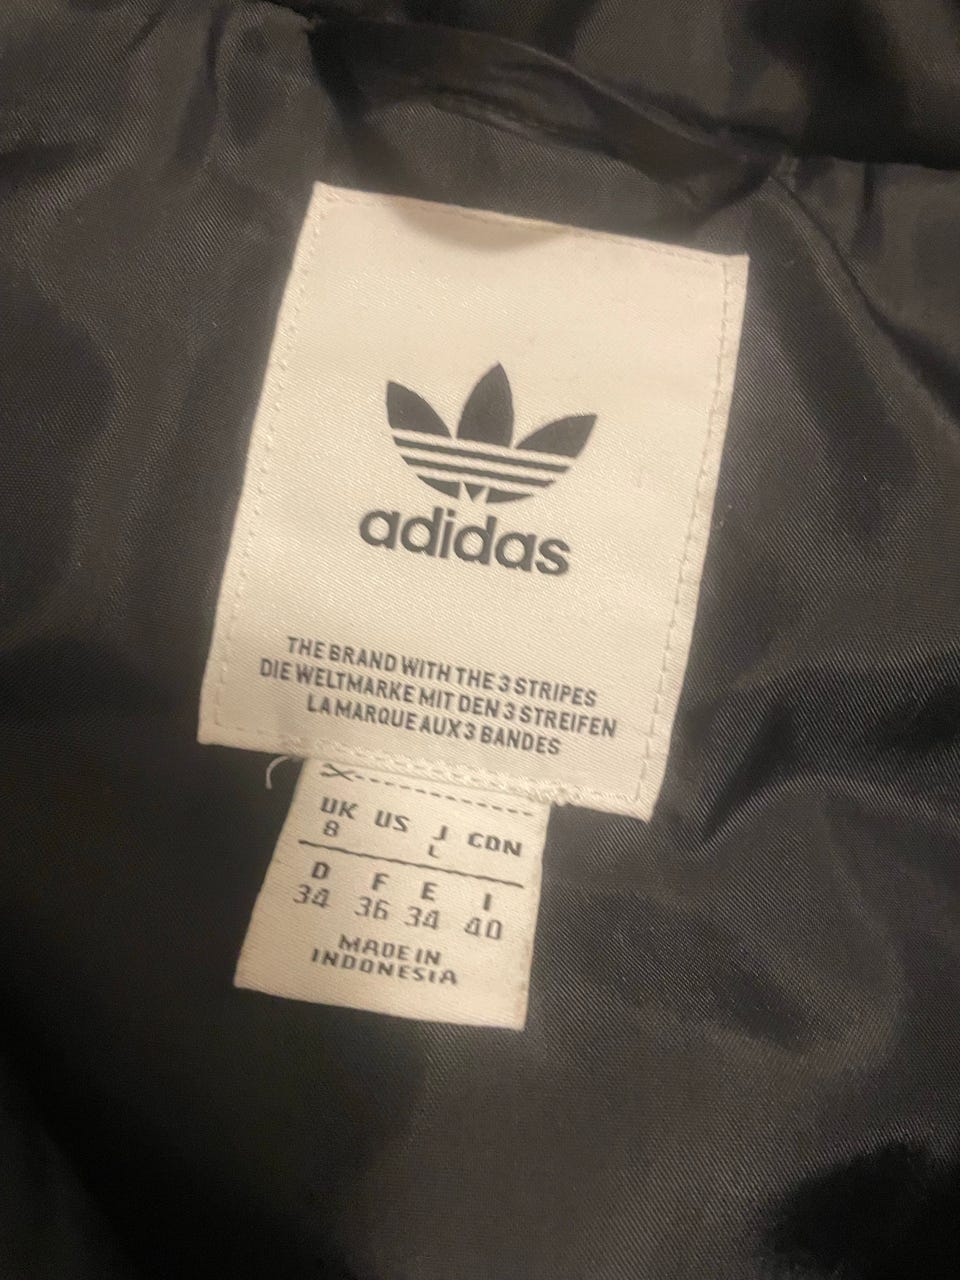 adidas
THE BRAND WITH THE 3 STRIPES
DIE WELTMARKE MIT DEN 3 STREIFEN
LA MARQUE AUX 3 BANDES
UK US J CDN
8 L
D F E I
34 36 34 40
MADE IN
INDONESIA